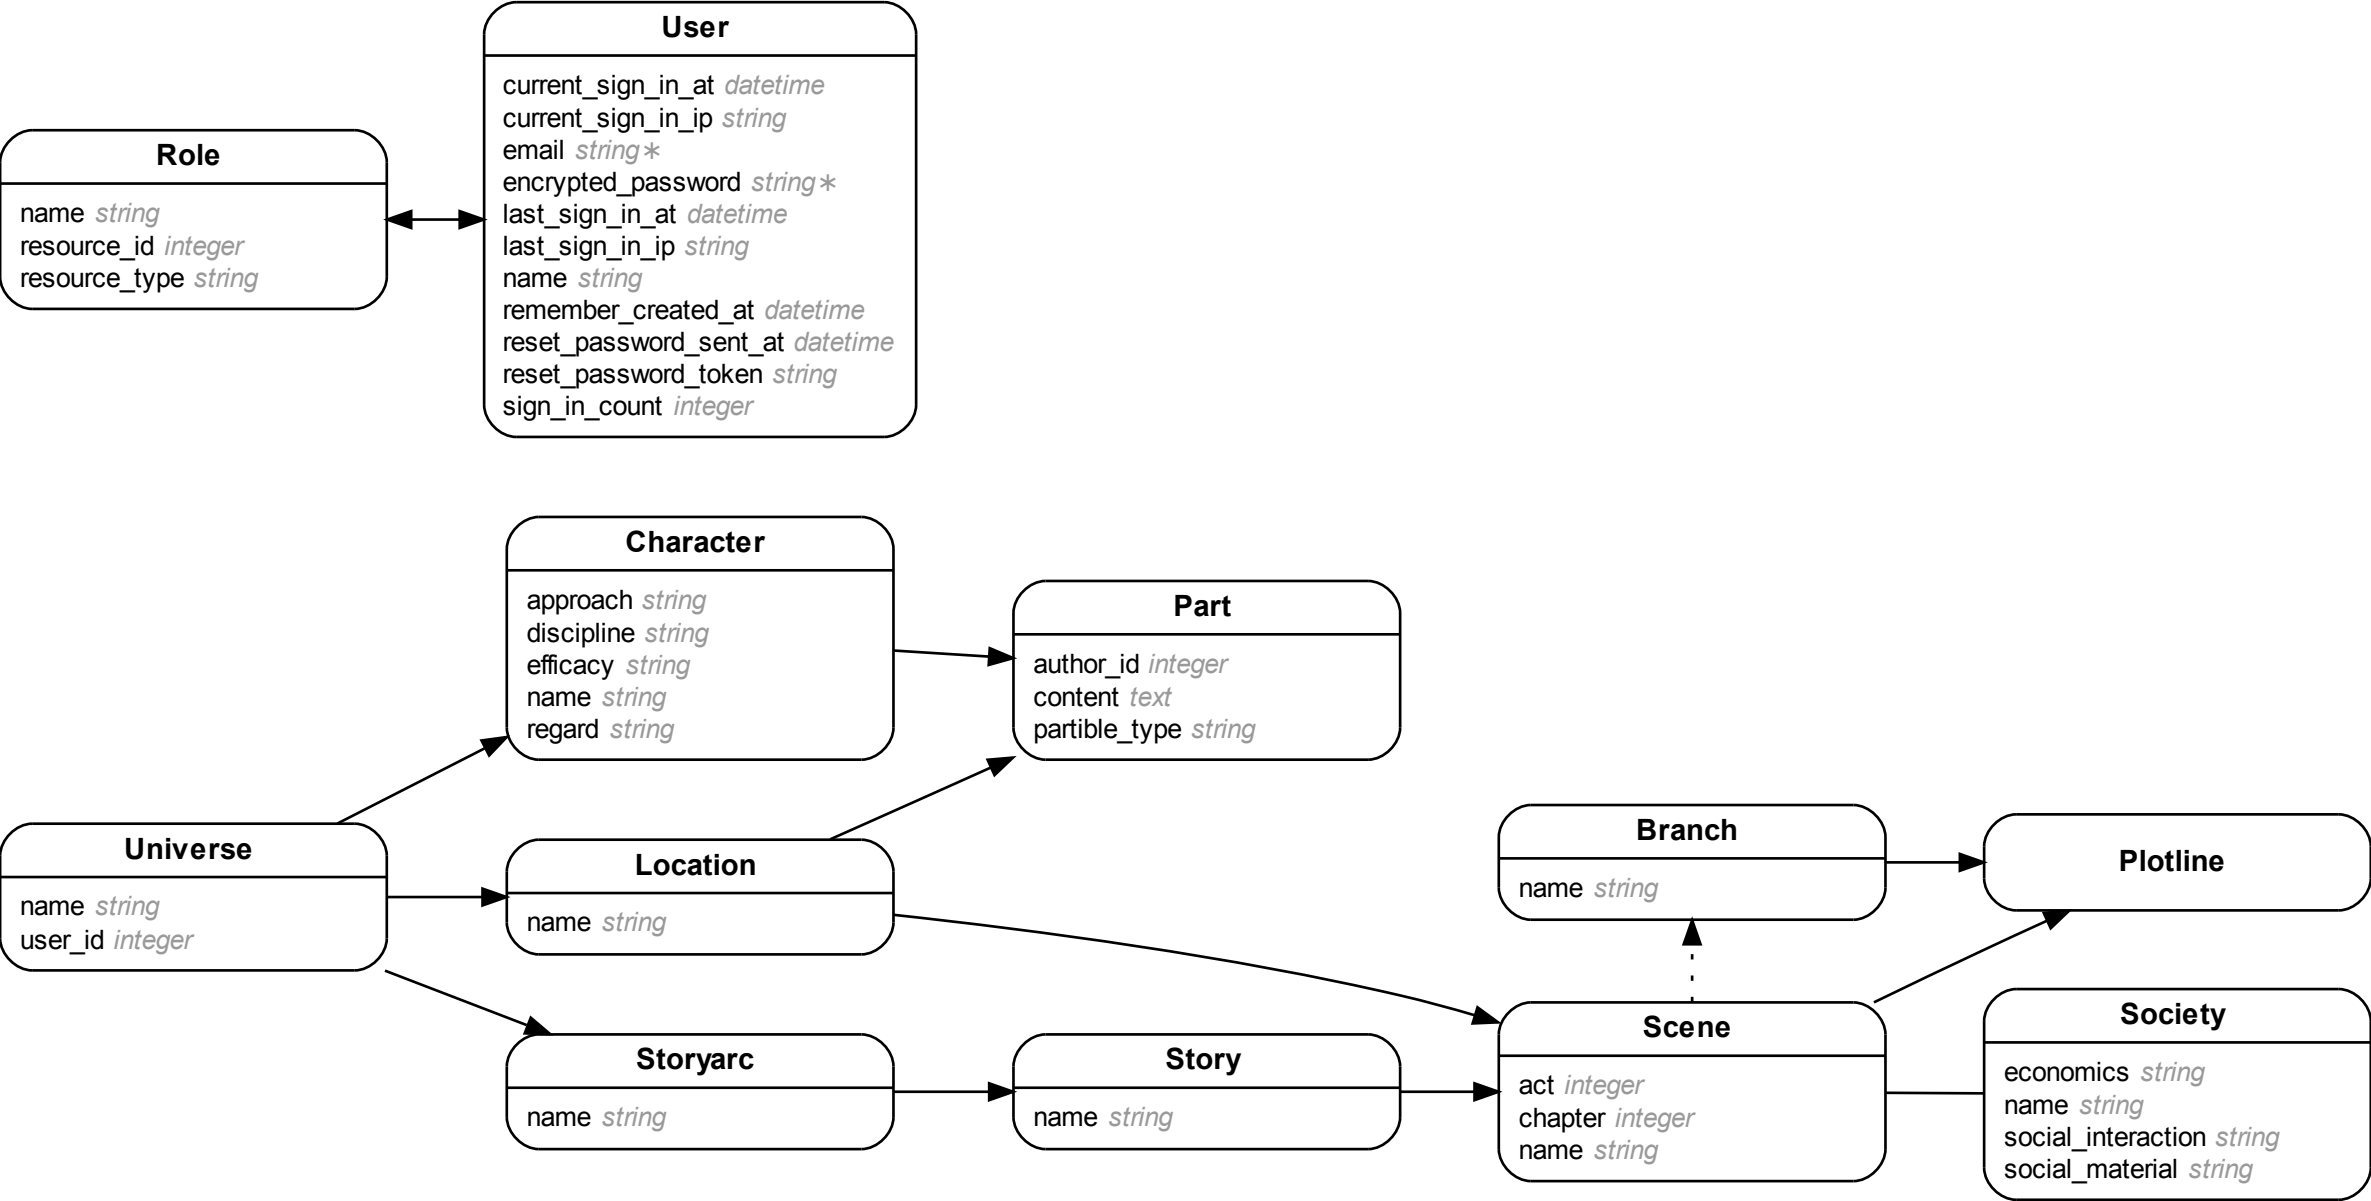 User
current_sign_in_at datetime
current_sign_in_ip string
email string∗
encrypted_password string∗
last_sign_in_at datetime
last_sign_in_ip string
name string
remember_created_at datetime
reset_password_sent_at datetime
reset_password_token string
sign_in_count integer
Role
name string
resource_id integer
resource_type string
Character
approach string
discipline string
efficacy string
name string
regard string
Part
author_id integer
content text
partible_type string
Universe
name string
user_id integer
Location
name string
Branch
name string
Plotline
Storyarc
name string
Story
name string
Scene
act integer
chapter integer
name string
Society
economics string
name string
social_interaction string
social_material string